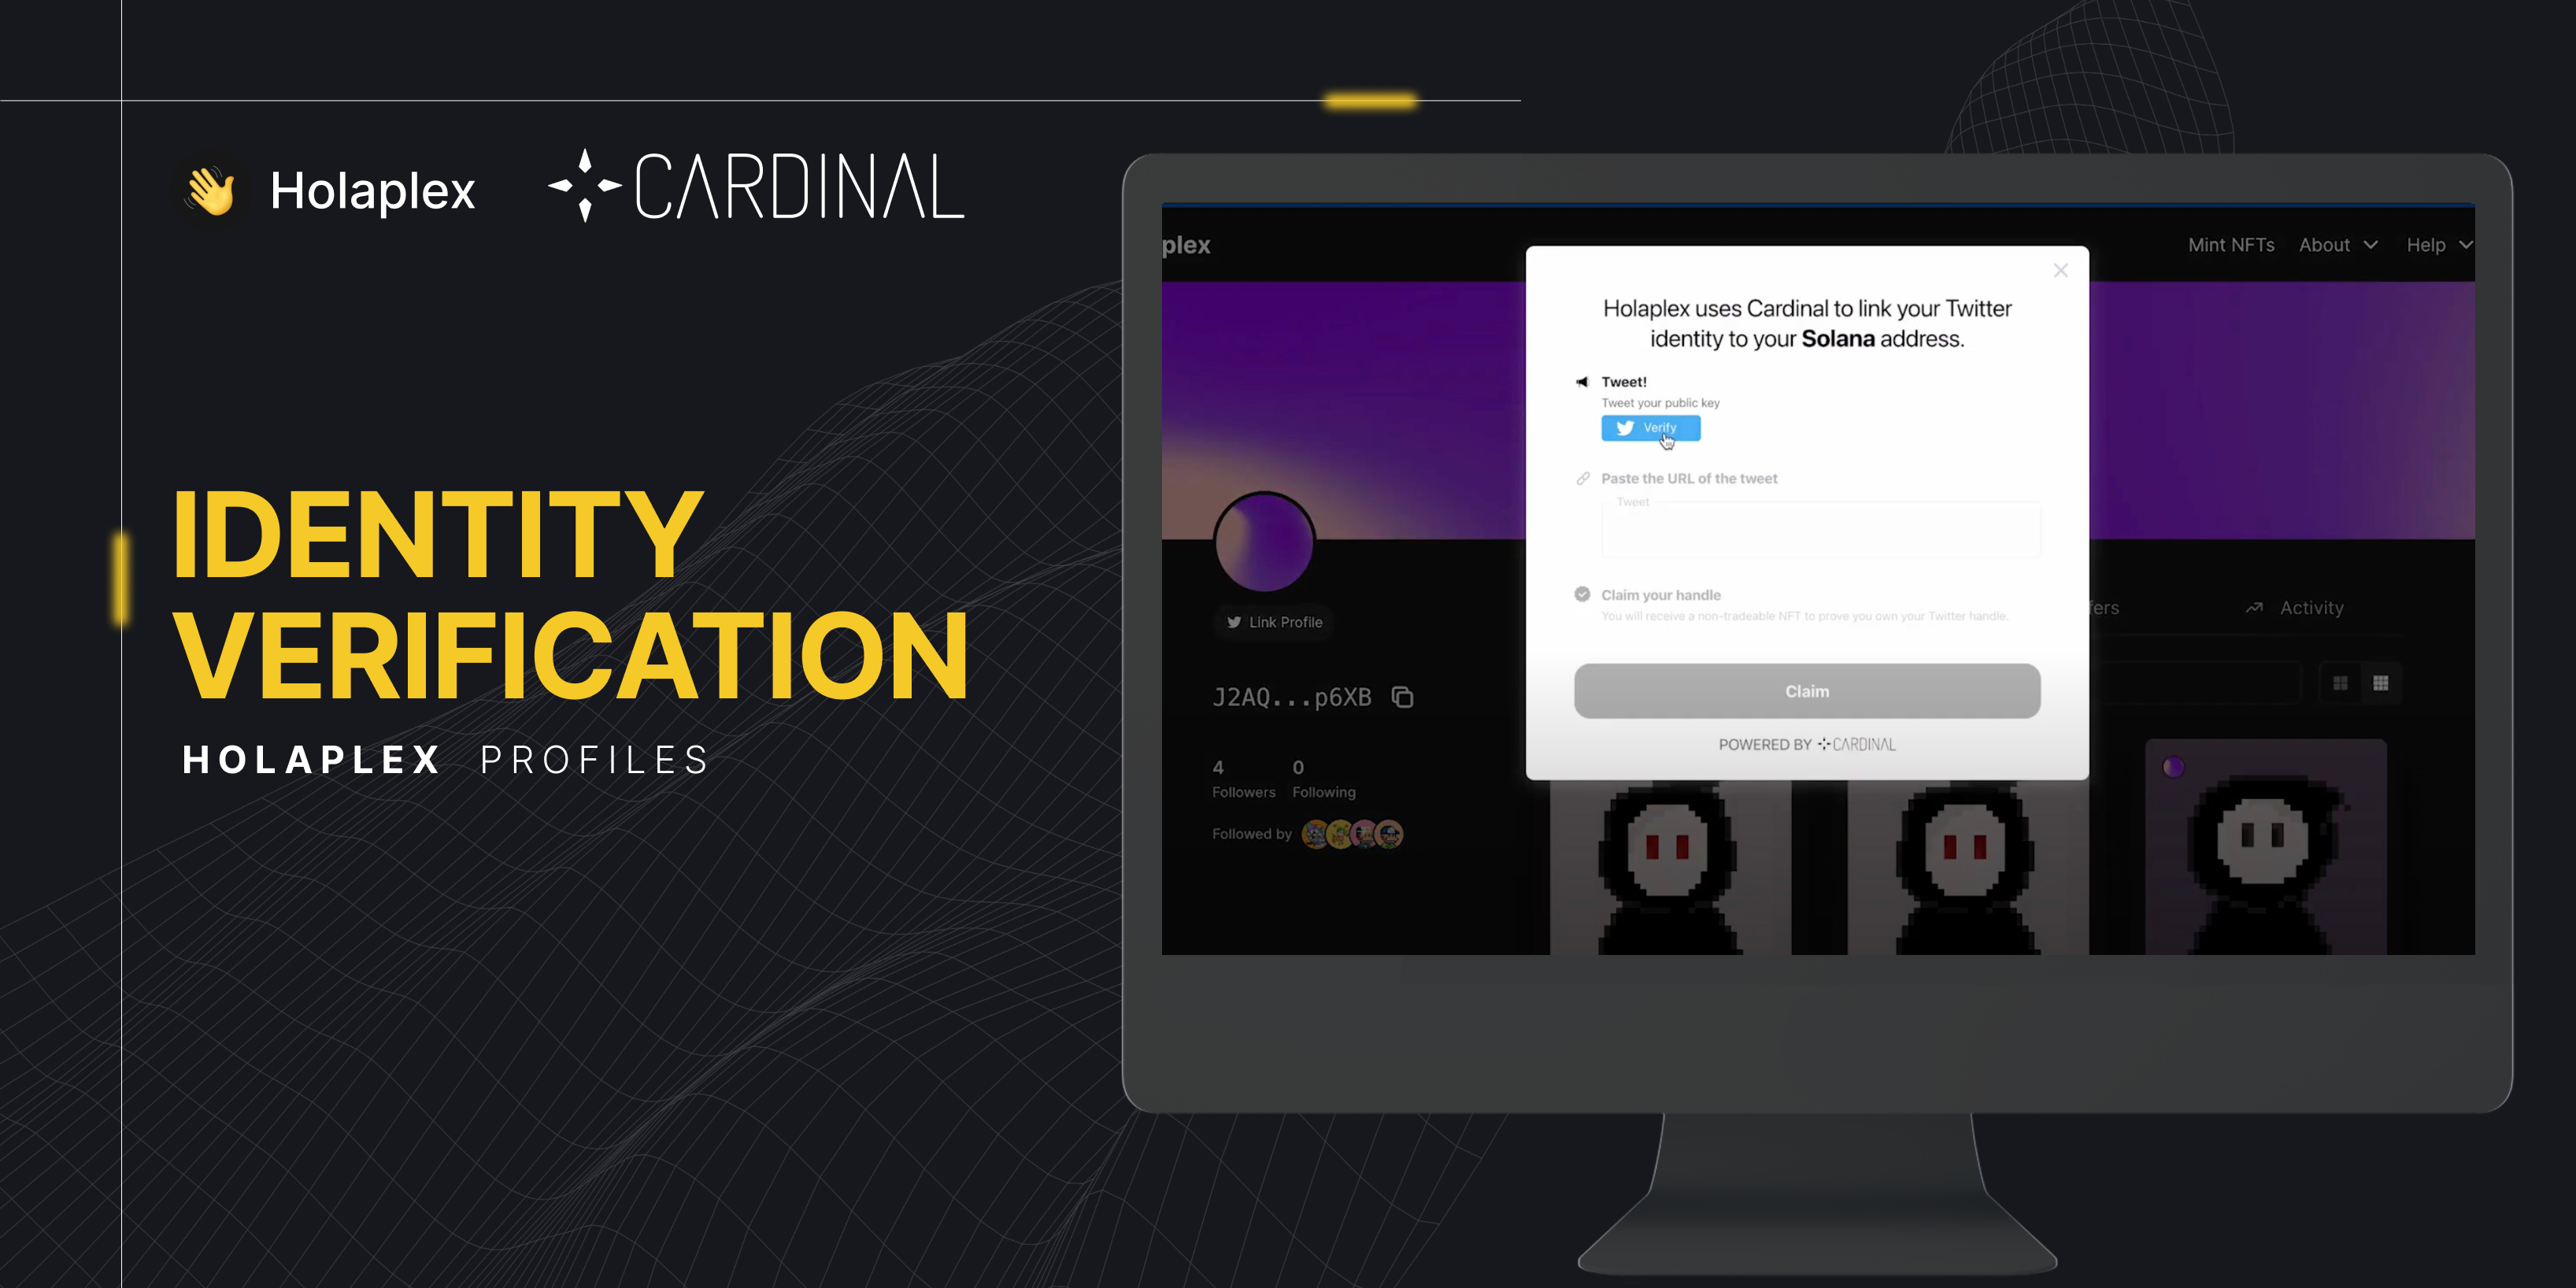 Holaplex
CARDINAL
IDENTITY
VERIFICATION
HOLAPLEX PROFILES
plex
Mint NFTs About Help
Holaplex uses Cardinal to link your Twitter
identity to your Solana address.
Tweet!
Tweet your public key
Verify
Paste the URL of the tweet
Tweet
Claim your handle
You will receive a non-tradeable NFT to prove you own your Twitter handle.
Claim
POWERED BY CARDINAL
Link Profile
J2AQ...p6XB
4 0
Followers Following
Followed by
fers
Activity